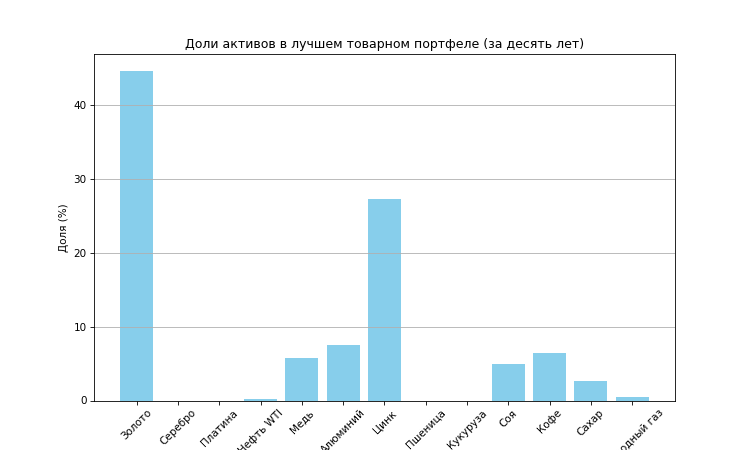 Доли активов в лучшем товарном портфеле (за десять лет)
Доля (%)
40
30
20
10
0
Золото
Серебро
Платина
Нефть WTI
Медь
Алюминий
Цинк
Пшеница
Кукуруза
Соя
Кофе
Сахар
одный газ